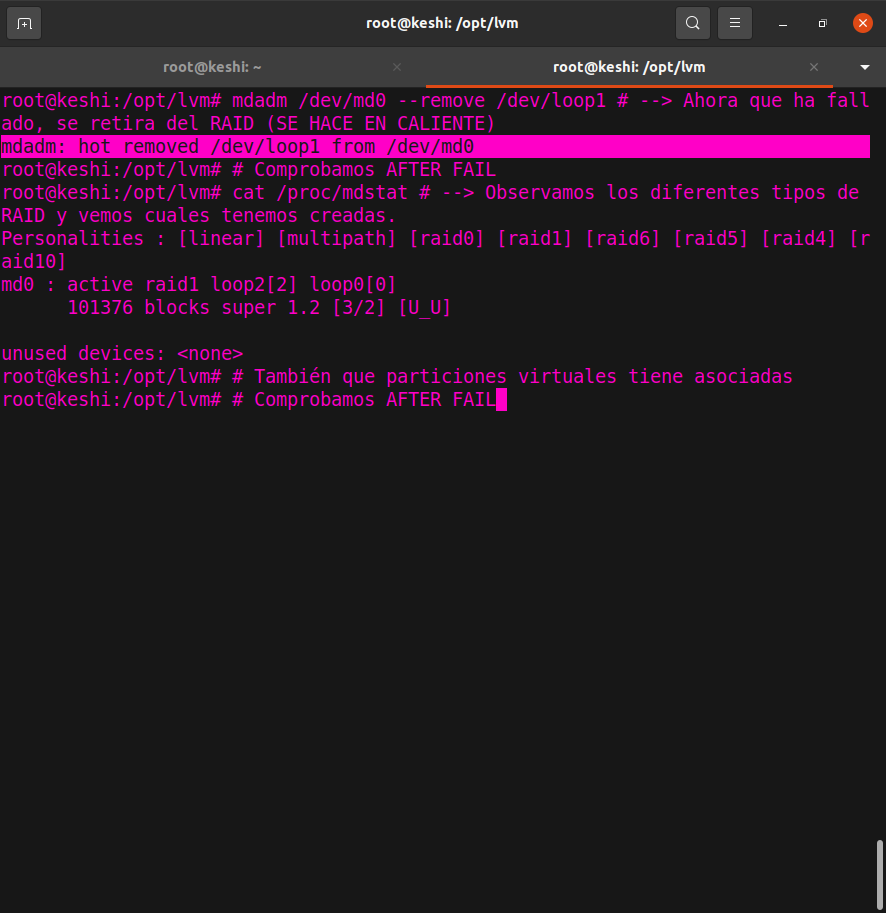 root@keshi: /opt/lvm
root@keshi: ~
root@keshi: /opt/lvm
root@keshi:/opt/lvm# mdadm /dev/md0 --remove /dev/loop1 # --> Ahora que ha fall
ado, se retira del RAID (SE HACE EN CALIENTE)
mdadm: hot removed /dev/loop1 from /dev/md0
root@keshi:/opt/lvm# # Comprobamos AFTER FAIL
root@keshi:/opt/lvm# cat /proc/mdstat # --> Observamos los diferentes tipos de
RAID y vemos cuales tenemos creadas.
Personalities : [linear] [multipath] [raid0] [raid1] [raid6] [raid5] [raid4] [r
aid10]
md0 : active raid1 loop2[2] loop0[0]
      101376 blocks super 1.2 [3/2] [U_U]
unused devices: <none>
root@keshi:/opt/lvm# # También que particiones virtuales tiene asociadas
root@keshi:/opt/lvm# # Comprobamos AFTER FAIL